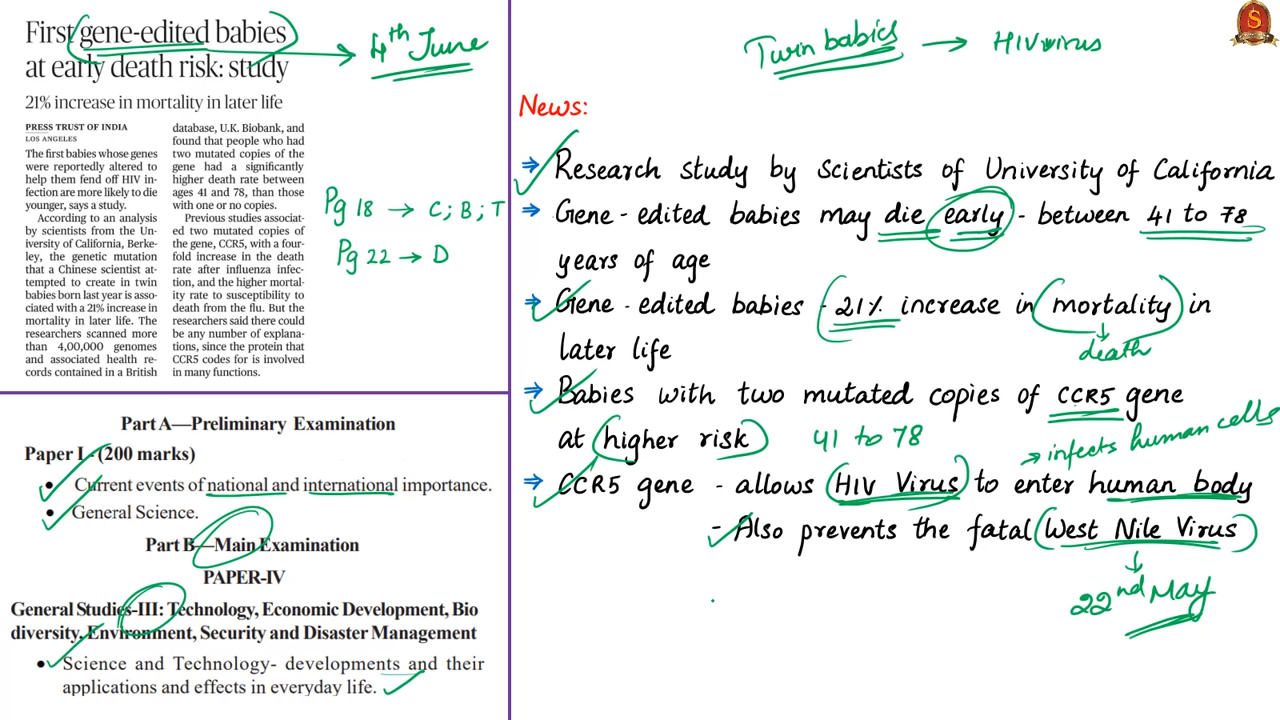 First gene-edited babies
at early death risk: study
4th June
21% increase in mortality in later life
PRESS TRUST OF INDIA
LOS ANGELES
The first babies whose genes
were reportedly altered to
help them fend off HIV in-
fection are more likely to die
younger, says a study.
According to an analysis
by scientists from the Uni-
versity of California, Berke-
ley, the genetic mutation
that a Chinese scientist at-
tempted to create in twin
babies born last year is asso-
ciated with a 21% increase in
mortality in later life. The
researchers scanned more
than 4,00,000 genomes
and associated health re-
cords contained in a British
database, U.K. Biobank, and
found that people who had
two mutated copies of the
gene had a significantly
higher death rate between
ages 41 and 78, than those
with one or no copies.
Previous studies associat-
ed two mutated copies of
the gene, CCR5, with a four-
fold increase in the death
rate after influenza infec-
tion, and the higher mortal-
ity rate to susceptibility to
death from the flu. But the
researchers said there could
be any number of explana-
tions, since the protein that
CCR5 codes for is involved
in many functions.
Pg 18 → C; B; T
Pg 22 → D
Part A—Preliminary Examination
Paper I - (200 marks)
• Current events of national and international importance.
• General Science.
Part B—Main Examination
PAPER-IV
General Studies-III: Technology, Economic Development, Bio
diversity, Environment, Security and Disaster Management
• Science and Technology- developments and their
applications and effects in everyday life.
S
Twin babies → HIV virus
News:
⇒ Research study by Scientists of University of California
⇒ Gene - edited babies may die early - between 41 to 78
years of age
⇒ Gene - edited babies - 21% increase in mortality in
later life
death
⇒ Babies with two mutated copies of CCR5 gene
at higher risk 41 to 78
→ infects human cells
⇒ CCR5 gene - allows HIV Virus to enter human body
- Also prevents the fatal West Nile Virus
22nd May